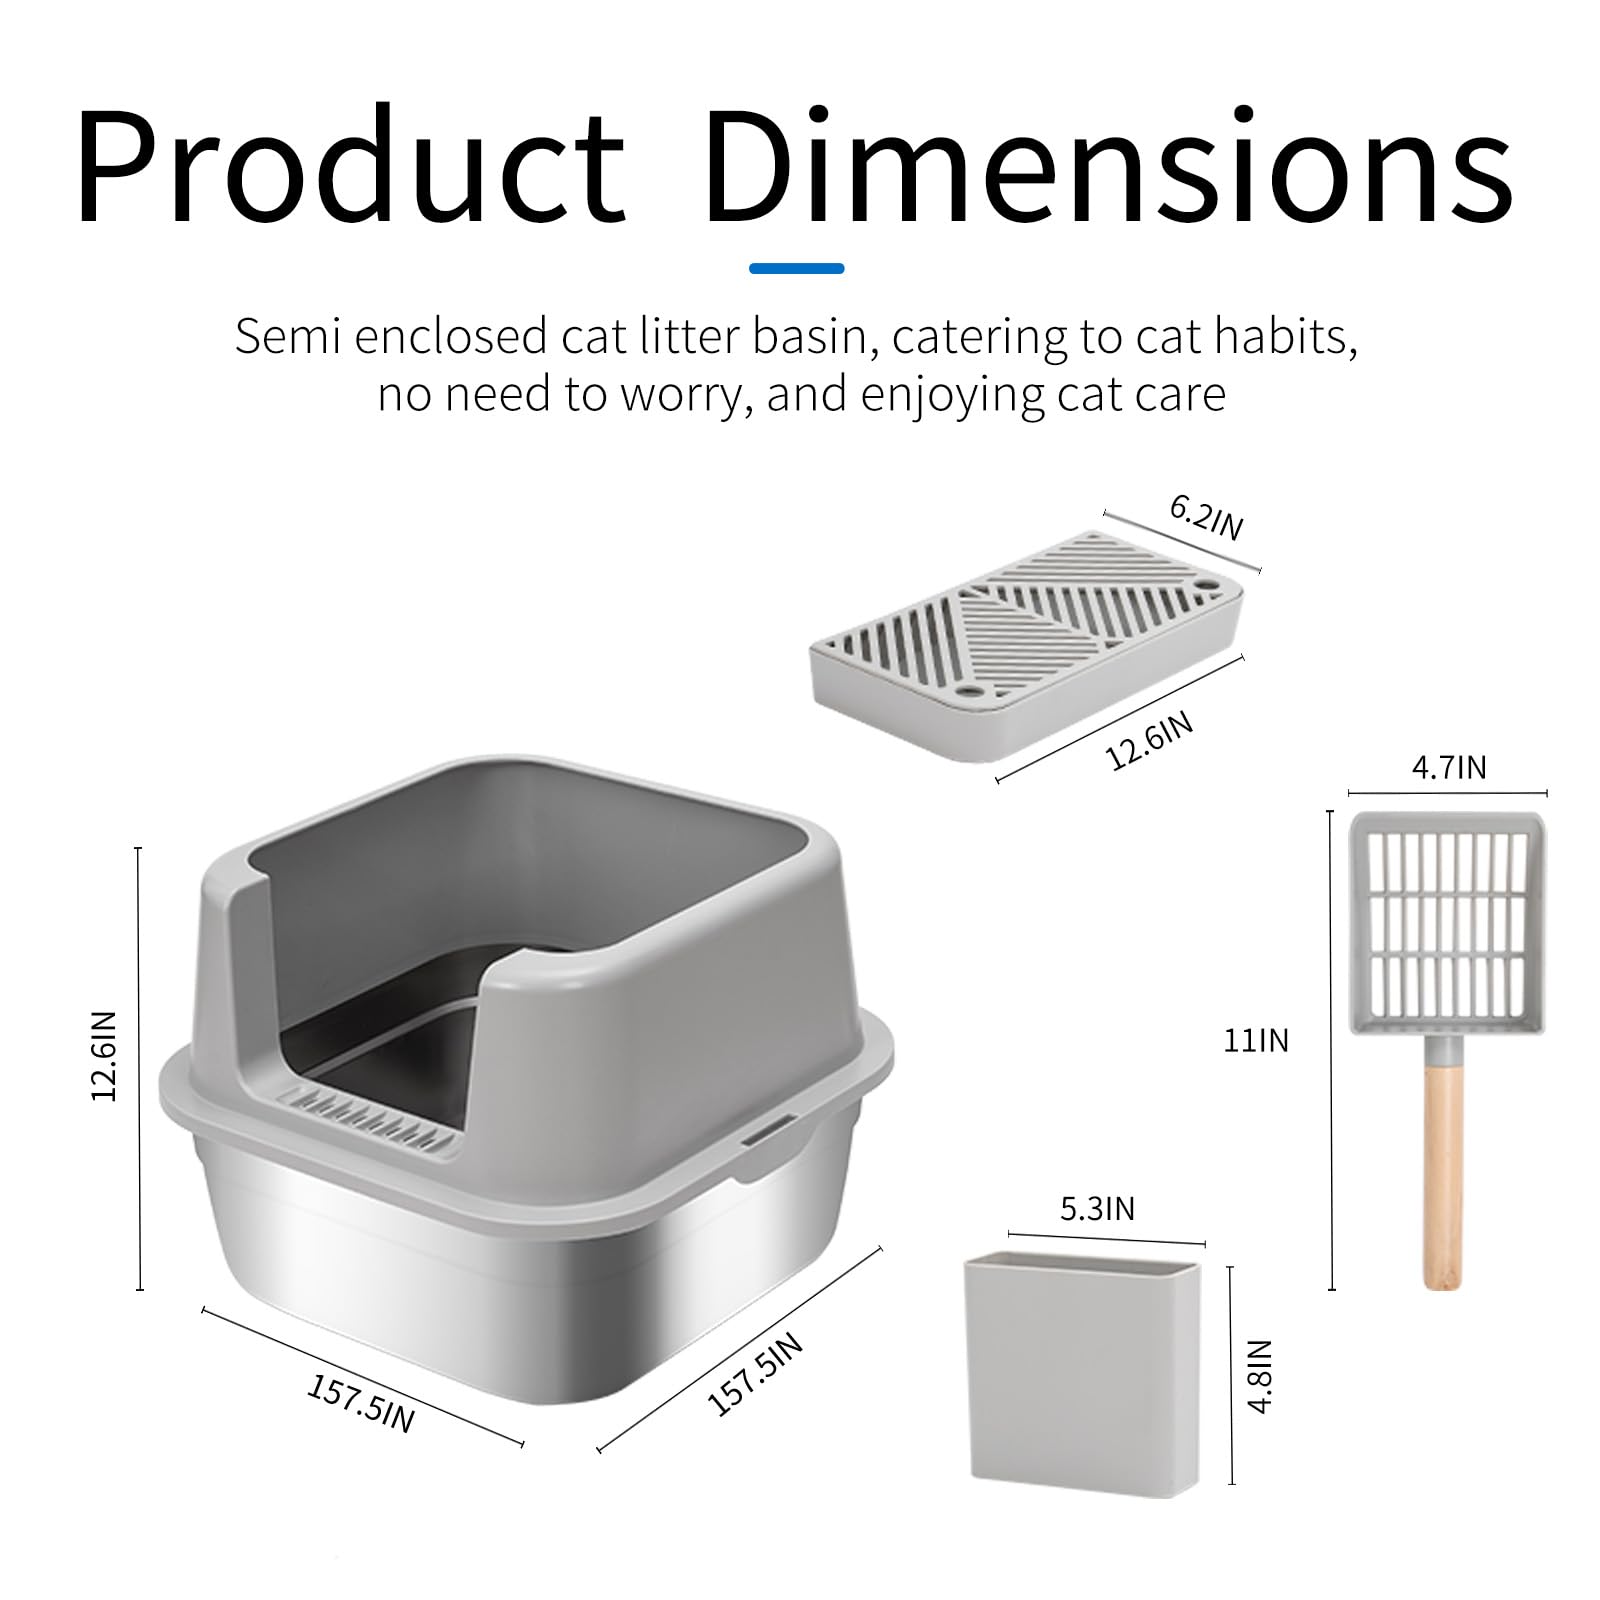 Product Dimensions
Semi enclosed cat litter basin, catering to cat habits,
no need to worry, and enjoying cat care
6.2IN
12.6IN
4.7IN
11IN
12.6IN
157.5IN
157.5IN
5.3IN
4.8IN